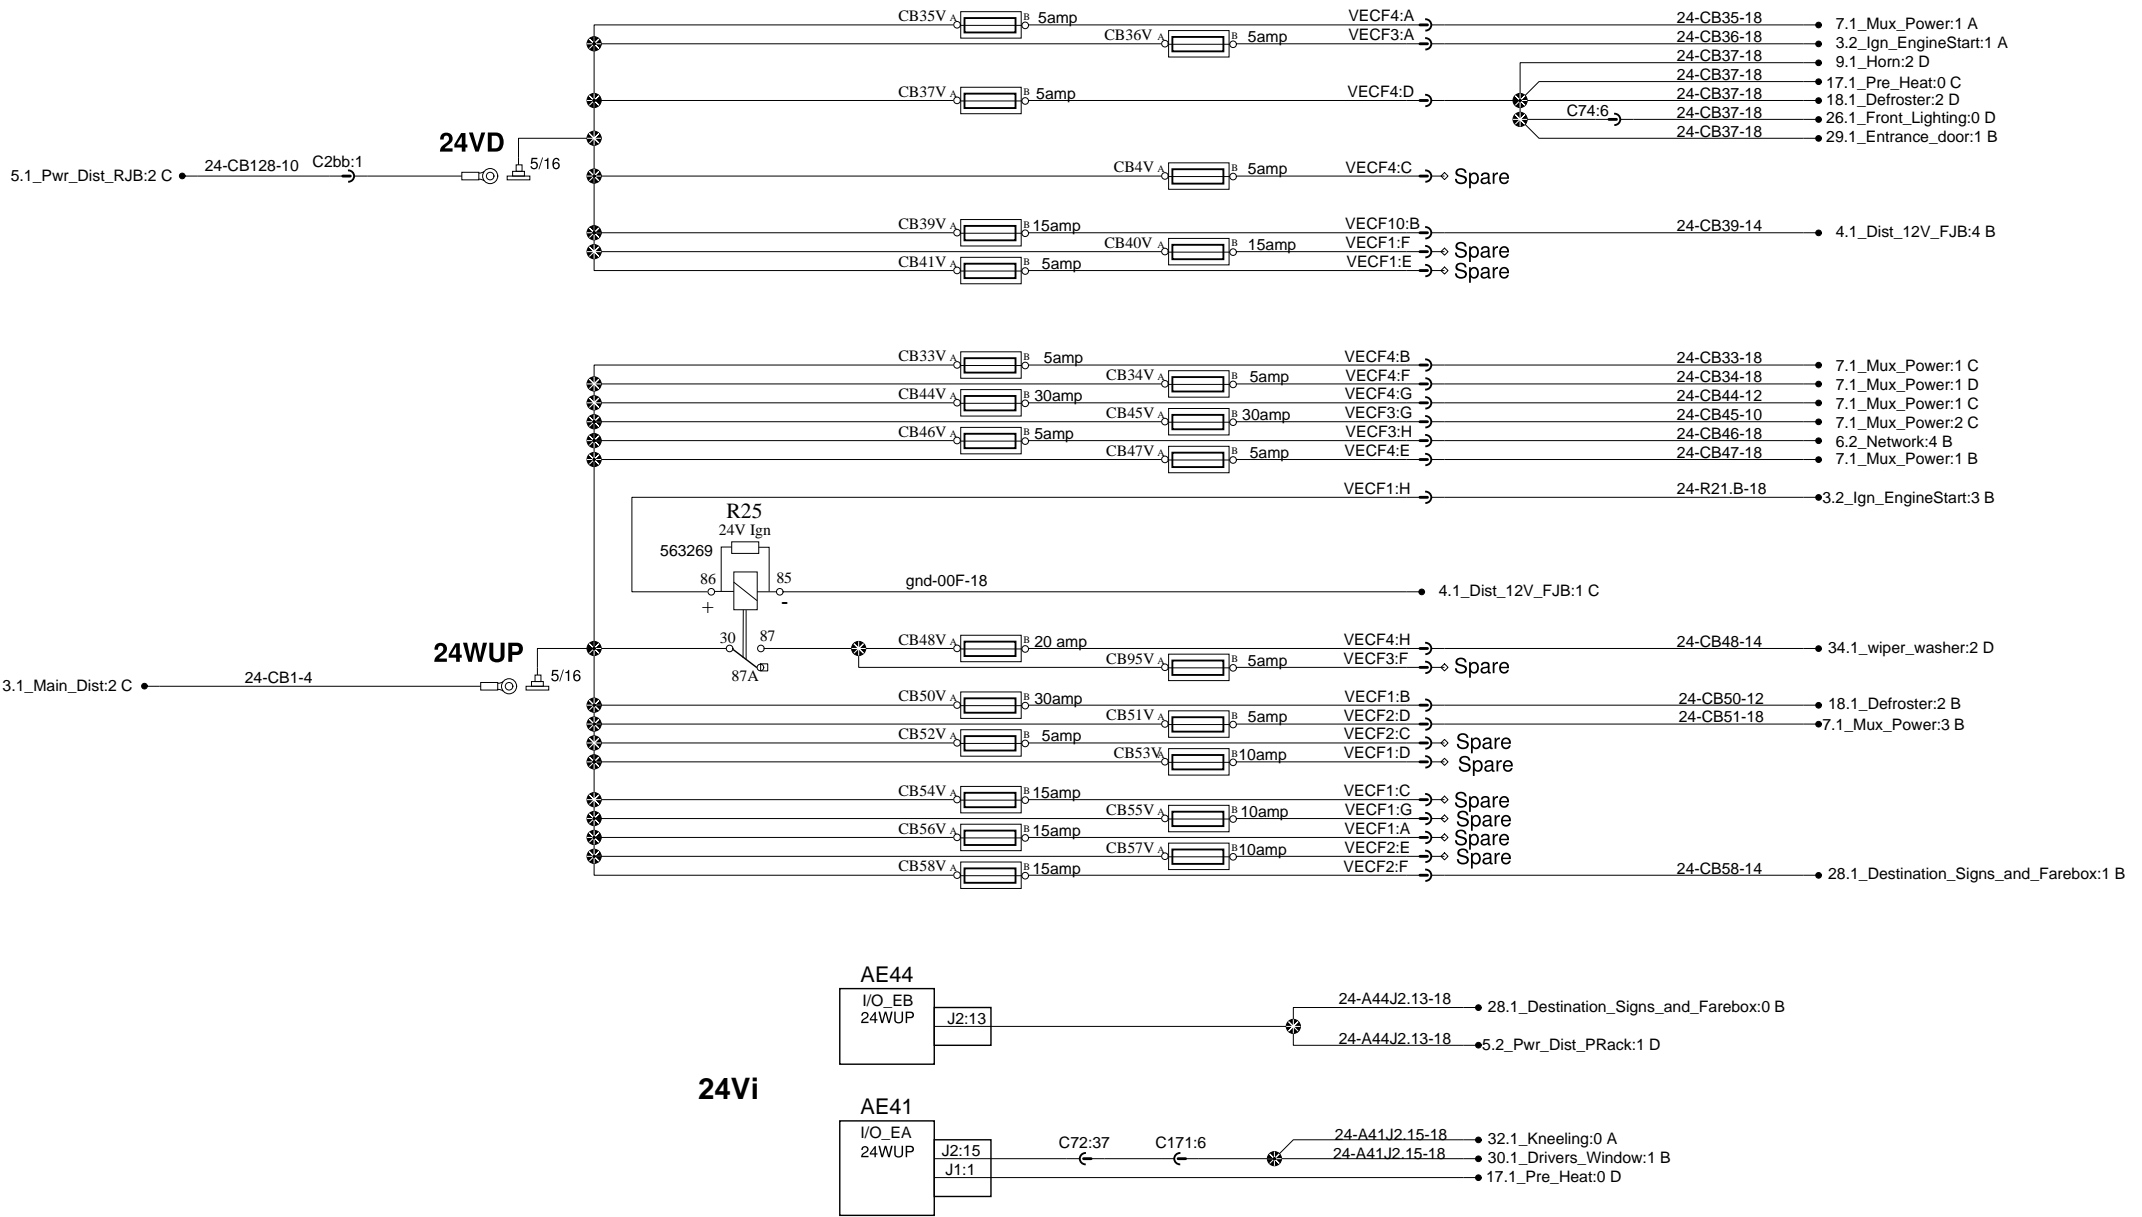 CB35V A B 5amp VECF4:A 24-CB35-18 7.1_Mux_Power:1 A
CB36V A B 5amp VECF3:A 24-CB36-18 3.2_Ign_EngineStart:1 A
24-CB37-18 9.1_Horn:2 D
24-CB37-18 17.1_Pre_Heat:0 C
CB37V A B 5amp VECF4:D 24-CB37-18 18.1_Defroster:2 D
C74:6 24-CB37-18 26.1_Front_Lighting:0 D
24-CB37-18 29.1_Entrance_door:1 B
24VD
5/16
5.1_Pwr_Dist_RJB:2 C 24-CB128-10 C2bb:1
CB4V A B 5amp VECF4:C Spare
CB39V A B 15amp VECF10:B 24-CB39-14 4.1_Dist_12V_FJB:4 B
CB40V A B 15amp VECF1:F Spare
CB41V A B 5amp VECF1:E Spare
CB33V A B 5amp VECF4:B 24-CB33-18 7.1_Mux_Power:1 C
CB34V A B 5amp VECF4:F 24-CB34-18 7.1_Mux_Power:1 D
CB44V A B 30amp VECF4:G 24-CB44-12 7.1_Mux_Power:1 C
CB45V A B 30amp VECF3:G 24-CB45-10 7.1_Mux_Power:2 C
CB46V A B 5amp VECF3:H 24-CB46-18 6.2_Network:4 B
CB47V A B 5amp VECF4:E 24-CB47-18 7.1_Mux_Power:1 B
VECF1:H 24-R21.B-18 3.2_Ign_EngineStart:3 B
R25
24V Ign
563269
86 85 gnd-00F-18 4.1_Dist_12V_FJB:1 C
+ -
24WUP
30 87
87A
5/16
3.1_Main_Dist:2 C 24-CB1-4
CB48V A B 20 amp VECF4:H 24-CB48-14 34.1_wiper_washer:2 D
CB95V A B 5amp VECF3:F Spare
CB50V A B 30amp VECF1:B 24-CB50-12 18.1_Defroster:2 B
CB51V A B 5amp VECF2:D 24-CB51-18 7.1_Mux_Power:3 B
CB52V A B 5amp VECF2:C Spare
CB53V A B 10amp VECF1:D Spare
CB54V A B 15amp VECF1:C Spare
CB55V A B 10amp VECF1:G Spare
CB56V A B 15amp VECF1:A Spare
CB57V A B 10amp VECF2:E Spare
CB58V A B 15amp VECF2:F 24-CB58-14 28.1_Destination_Signs_and_Farebox:1 B
AE44
I/O_EB
24WUP
J2:13
24-A44J2.13-18 28.1_Destination_Signs_and_Farebox:0 B
24-A44J2.13-18 5.2_Pwr_Dist_PRack:1 D
24Vi
AE41
I/O_EA
24WUP
J2:15 C72:37 C171:6
24-A41J2.15-18 32.1_Kneeling:0 A
24-A41J2.15-18 30.1_Drivers_Window:1 B
J1:1 17.1_Pre_Heat:0 D